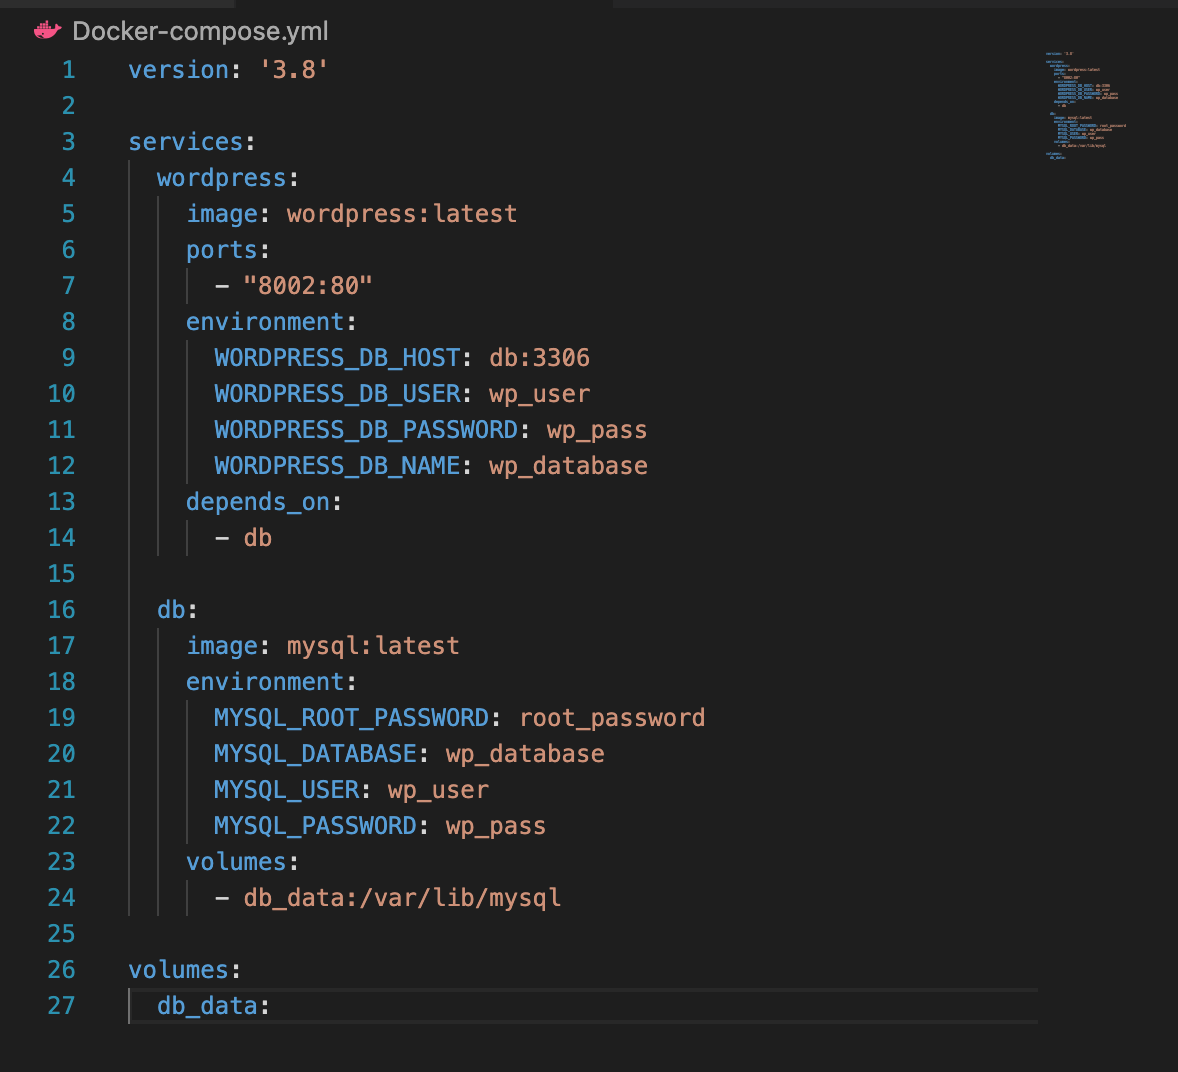 Docker-compose.yml
1 version: '3.8'
2
3 services:
4   wordpress:
5     image: wordpress:latest
6     ports:
7       - "8002:80"
8     environment:
9       WORDPRESS_DB_HOST: db:3306
10       WORDPRESS_DB_USER: wp_user
11       WORDPRESS_DB_PASSWORD: wp_pass
12       WORDPRESS_DB_NAME: wp_database
13     depends_on:
14       - db
15
16   db:
17     image: mysql:latest
18     environment:
19       MYSQL_ROOT_PASSWORD: root_password
20       MYSQL_DATABASE: wp_database
21       MYSQL_USER: wp_user
22       MYSQL_PASSWORD: wp_pass
23     volumes:
24       - db_data:/var/lib/mysql
25
26 volumes:
27   db_data: